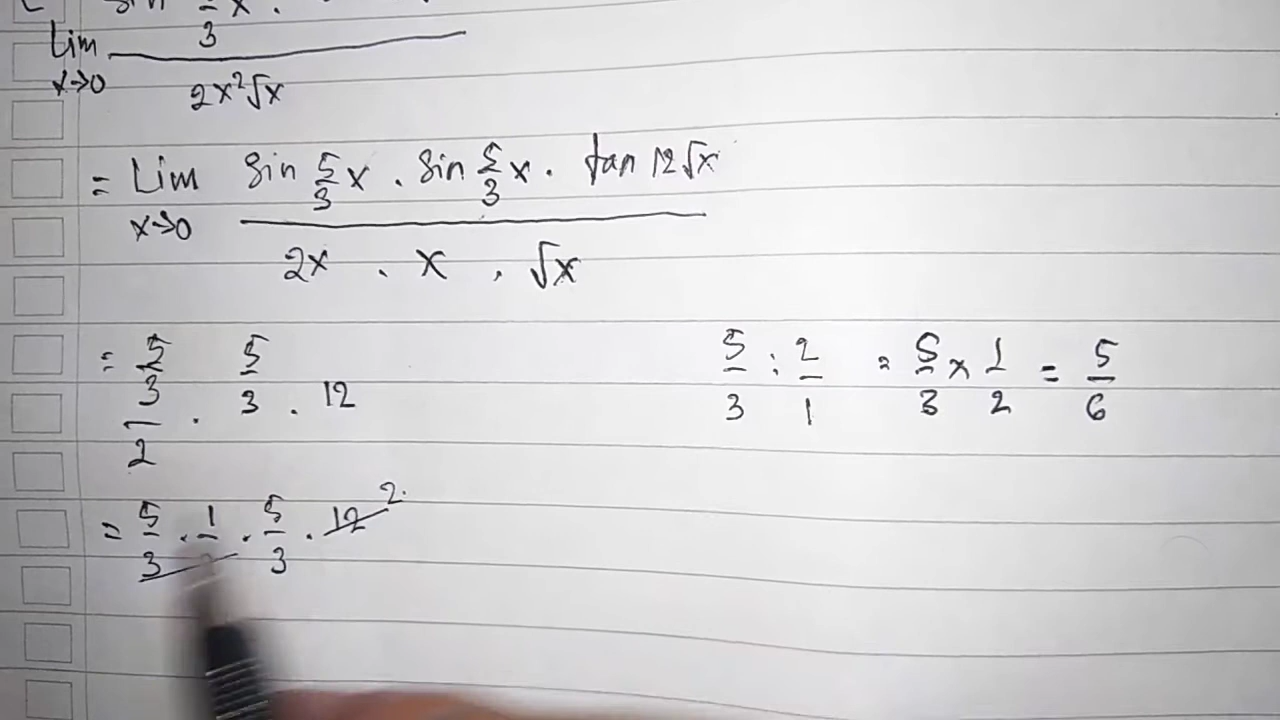 sin 5/3 x .
Lim
x→0
2x²√x
= Lim x→0 sin 5/3 x . sin 5/3 x . tan 12√x
2x . x . √x
= 5/3 / 2 . 5/3 . 12
5/3 : 2/1 = 5/3 x 1/2 = 5/6
= 5/3 . 1/2 . 5/3 . 12 2.